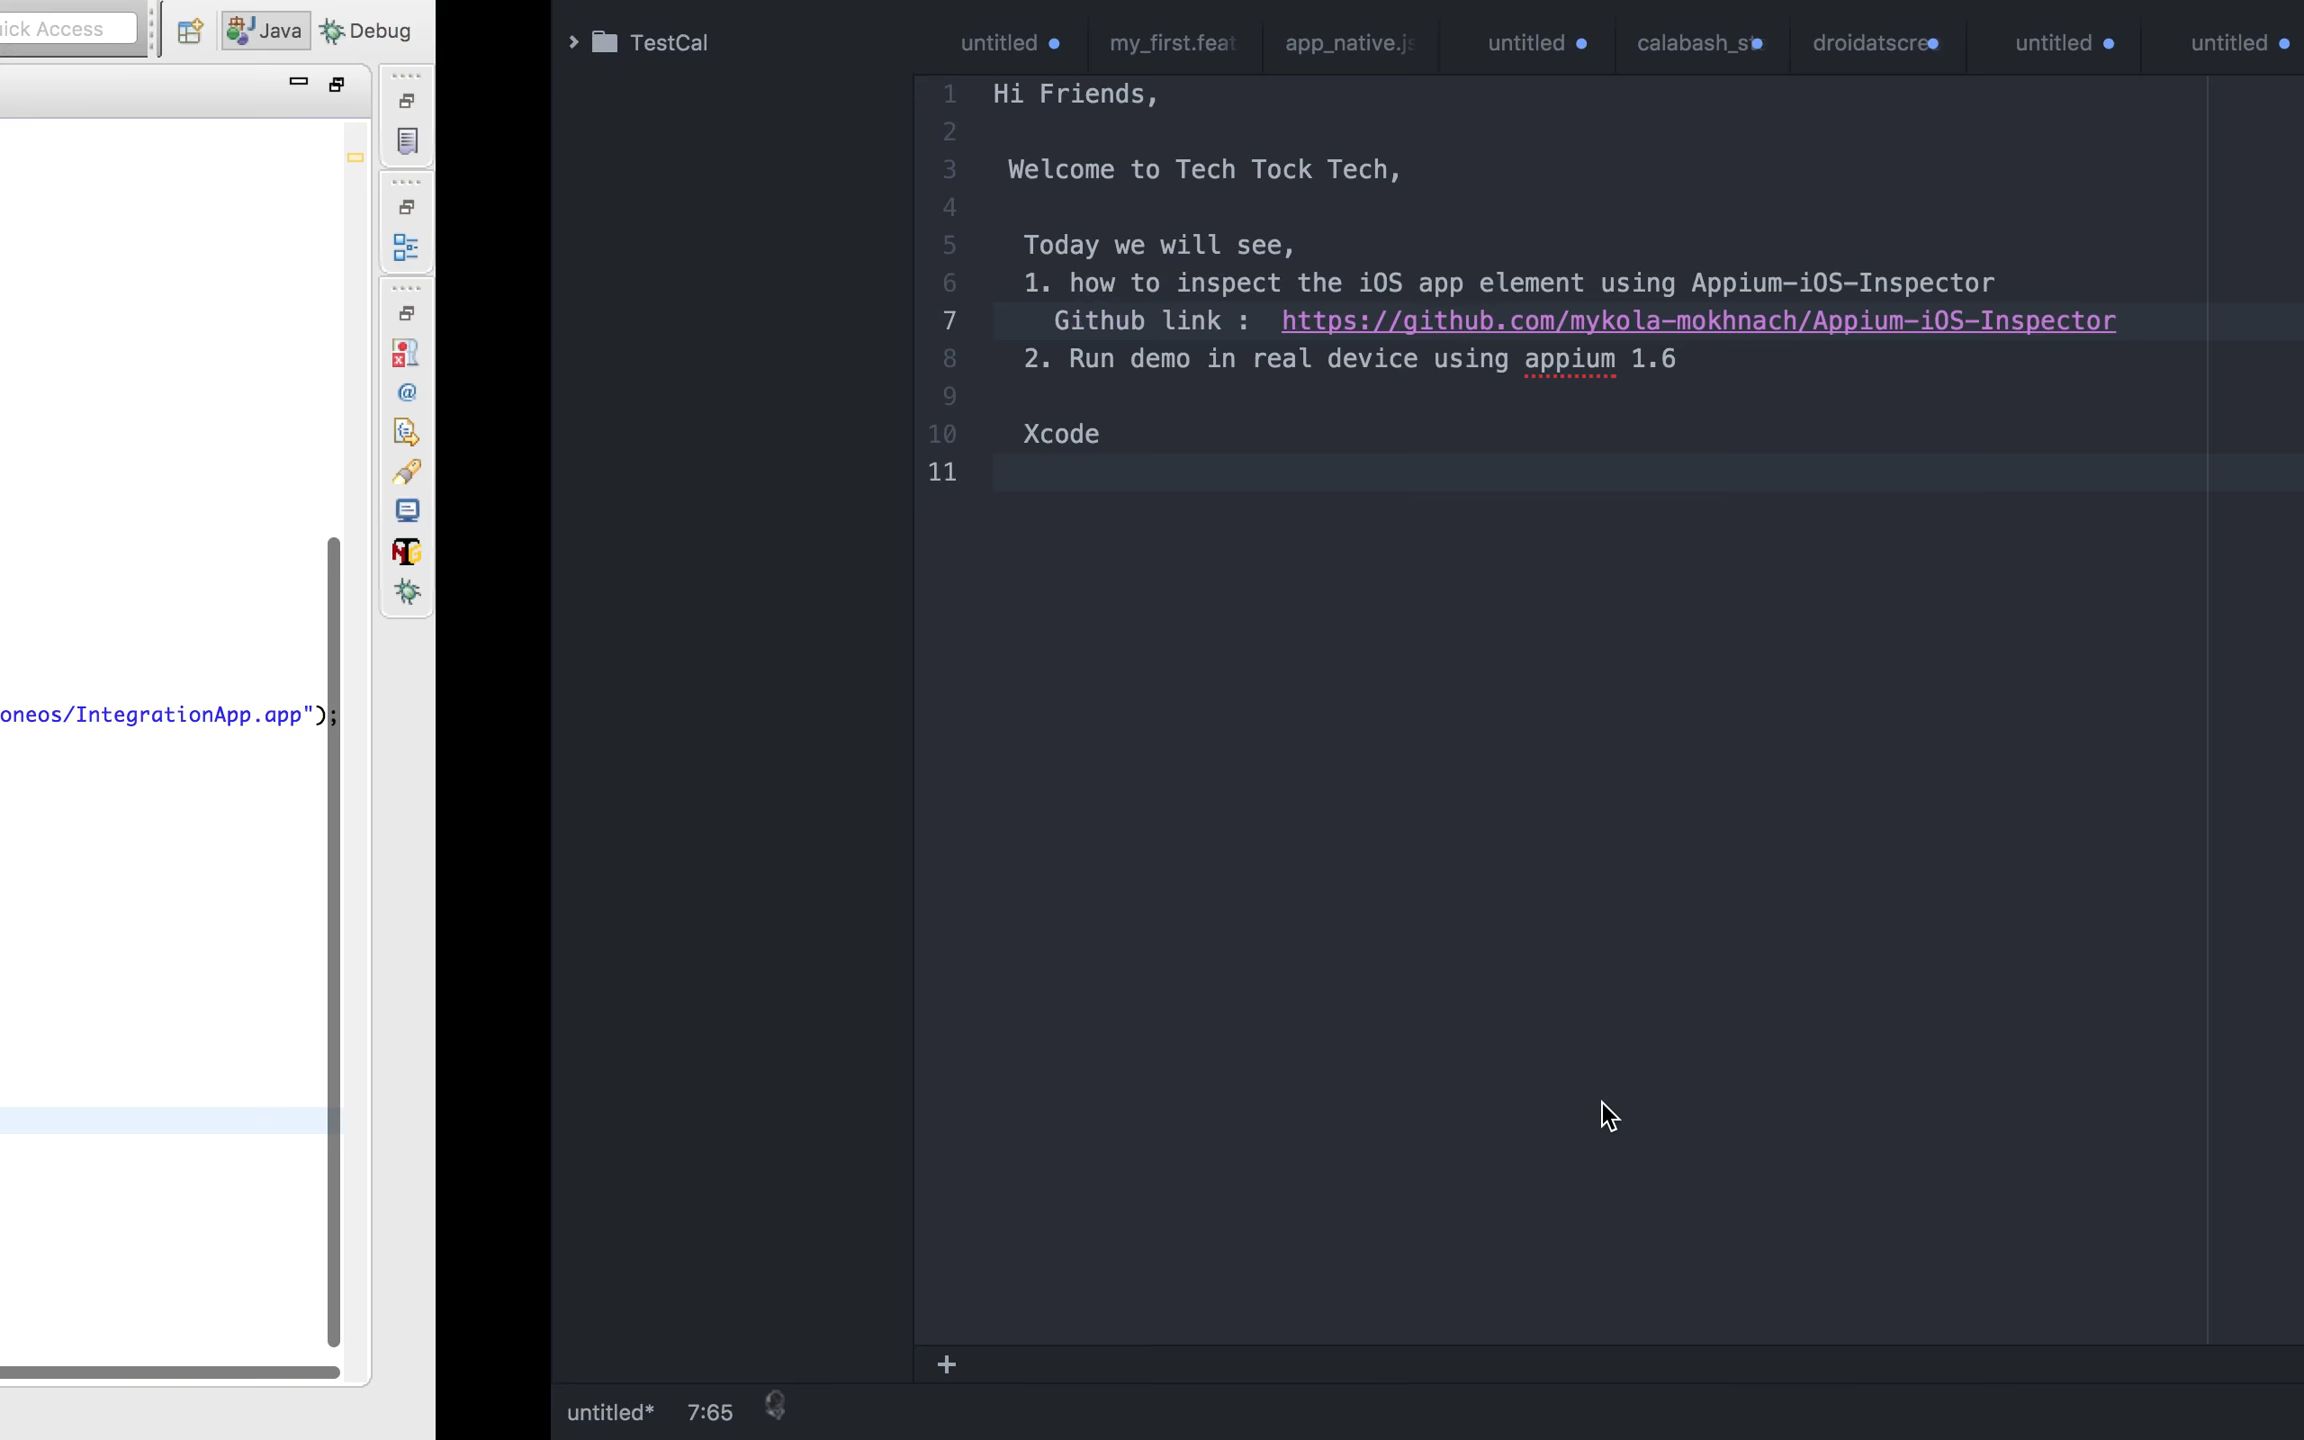 ick Access
Java
Debug
oneos/IntegrationApp.app");
TestCal
untitled
my_first.feat
app_native.js
untitled
calabash_st
droidatscre
untitled
untitled
1 Hi Friends,
2
3 Welcome to Tech Tock Tech,
4
5 Today we will see,
6 1. how to inspect the iOS app element using Appium-iOS-Inspector
7 Github link : https://github.com/mykola-mokhnach/Appium-iOS-Inspector
8 2. Run demo in real device using appium 1.6
9
10 Xcode
11
untitled* 7:65